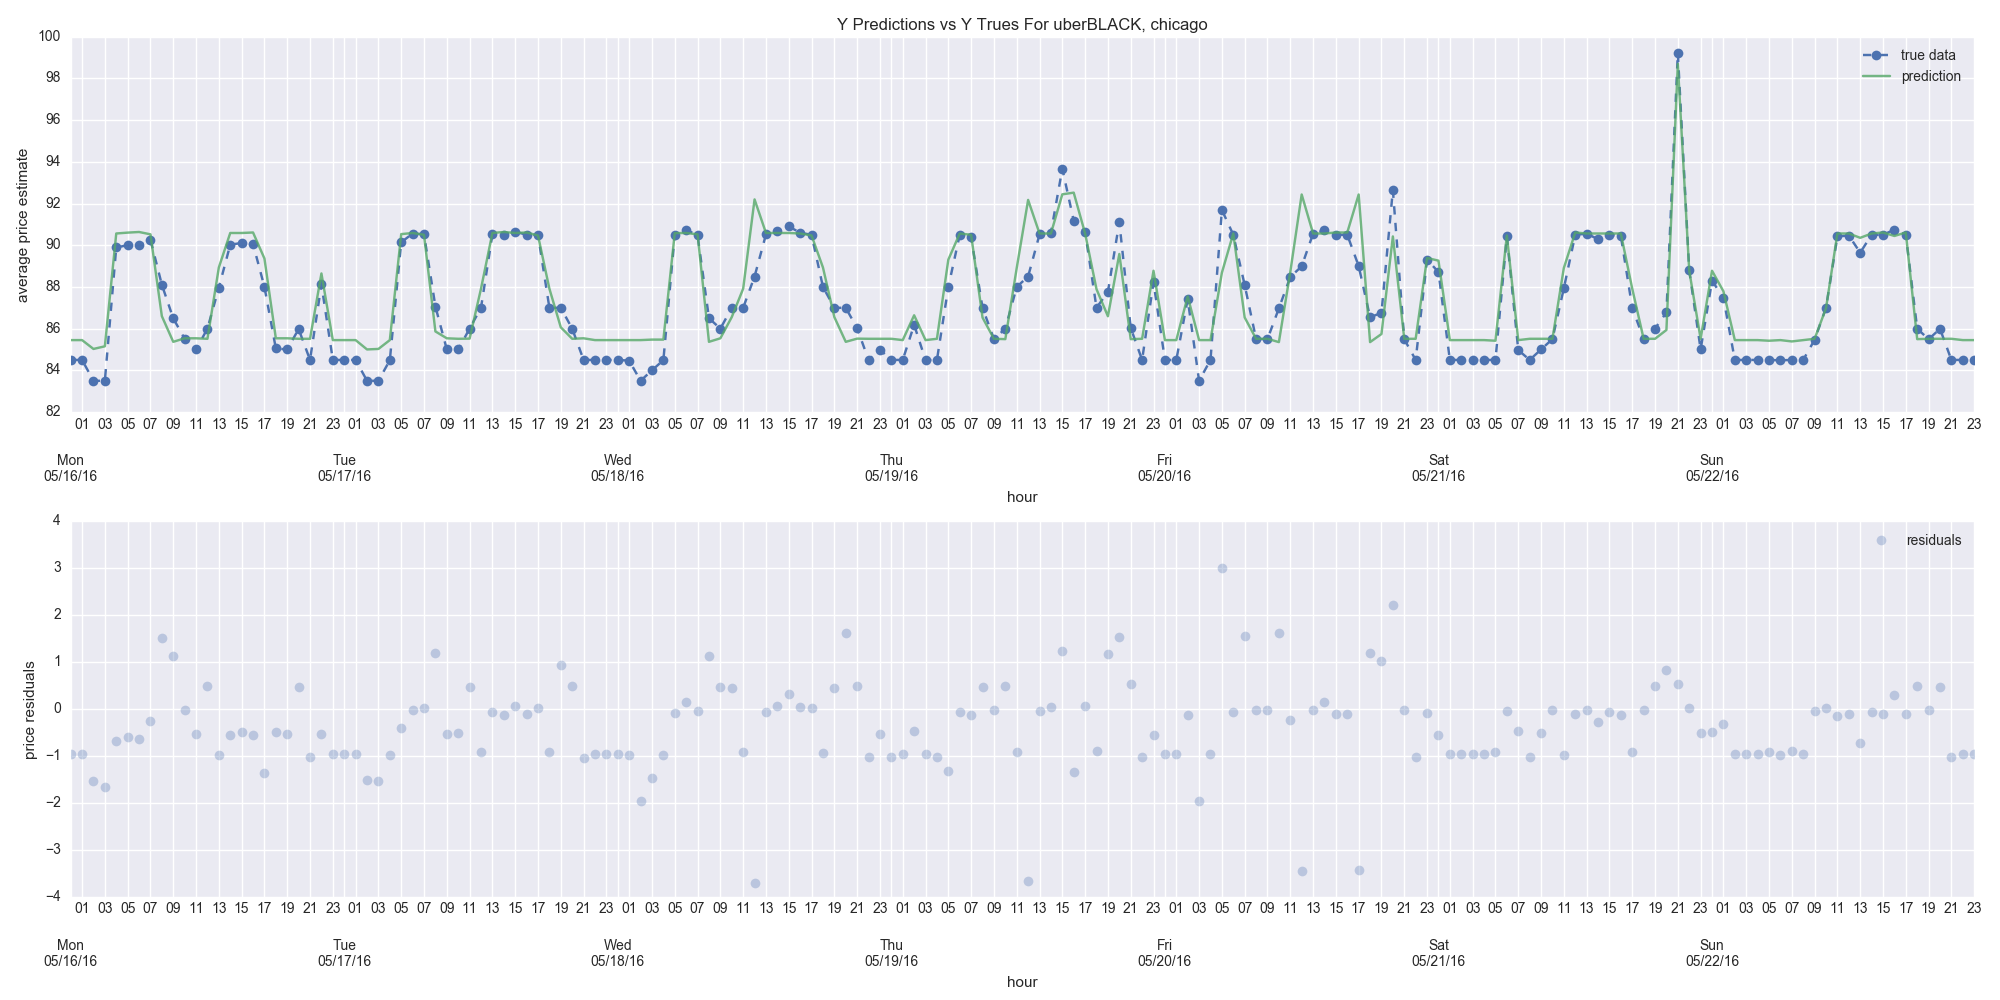 Y Predictions vs Y Trues For uberBLACK, chicago
100
98
96
94
92
90
88
86
84
82
average price estimate
true data
prediction
01 03 05 07 09 11 13 15 17 19 21 23 01 03 05 07 09 11 13 15 17 19 21 23 01 03 05 07 09 11 13 15 17 19 21 23 01 03 05 07 09 11 13 15 17 19 21 23 01 03 05 07 09 11 13 15 17 19 21 23 01 03 05 07 09 11 13 15 17 19 21 23 01 03 05 07 09 11 13 15 17 19 21 23
Mon Tue Wed Thu Fri Sat Sun
05/16/16 05/17/16 05/18/16 05/19/16 05/20/16 05/21/16 05/22/16
hour
4
3
2
1
0
−1
−2
−3
−4
price residuals
residuals
01 03 05 07 09 11 13 15 17 19 21 23 01 03 05 07 09 11 13 15 17 19 21 23 01 03 05 07 09 11 13 15 17 19 21 23 01 03 05 07 09 11 13 15 17 19 21 23 01 03 05 07 09 11 13 15 17 19 21 23 01 03 05 07 09 11 13 15 17 19 21 23 01 03 05 07 09 11 13 15 17 19 21 23
Mon Tue Wed Thu Fri Sat Sun
05/16/16 05/17/16 05/18/16 05/19/16 05/20/16 05/21/16 05/22/16
hour